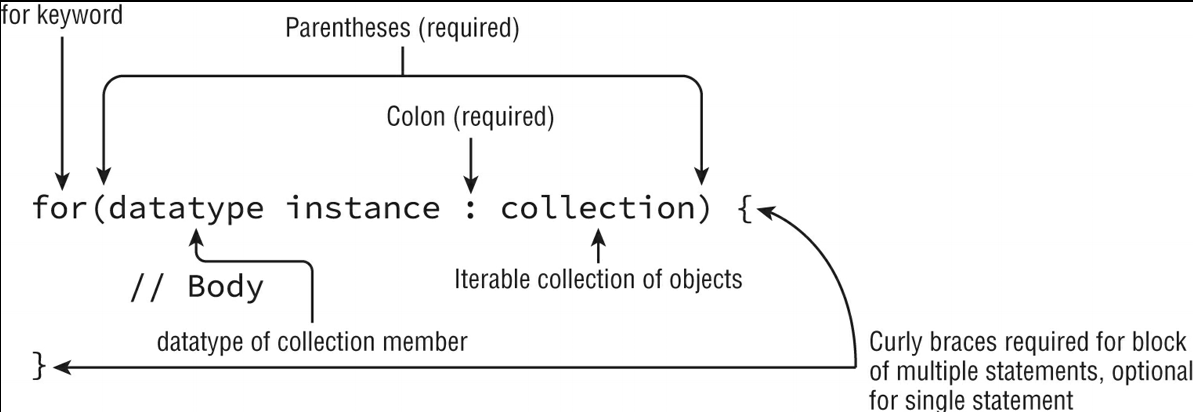 for keyword
Parentheses (required)
Colon (required)
for(datatype instance : collection) {
Iterable collection of objects
// Body
datatype of collection member
}
Curly braces required for block
of multiple statements, optional
for single statement